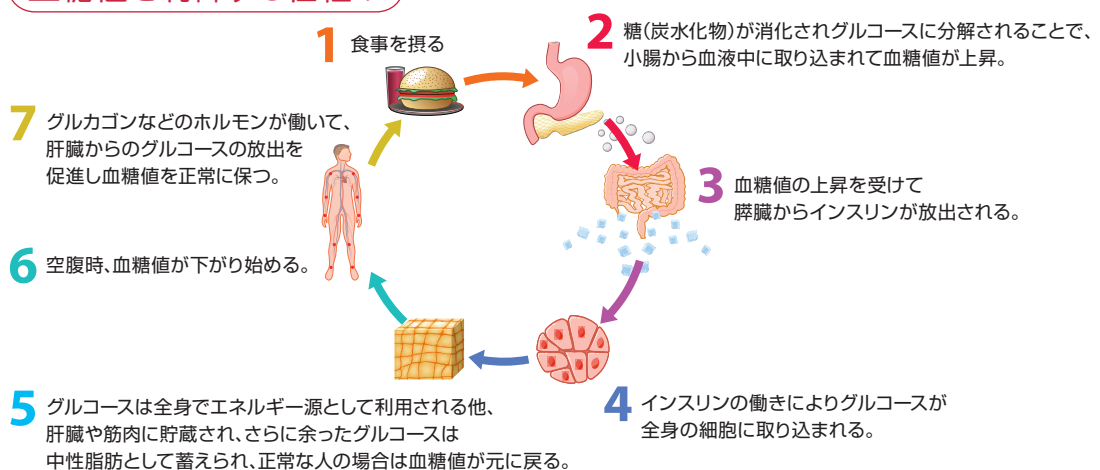 1 食事を摂る
2 糖(炭水化物)が消化されグルコースに分解されることで、
小腸から血液中に取り込まれて血糖値が上昇。
3 血糖値の上昇を受けて
膵臓からインスリンが放出される。
4 インスリンの働きによりグルコースが
全身の細胞に取り込まれる。
5 グルコースは全身でエネルギー源として利用される他、
肝臓や筋肉に貯蔵され、さらに余ったグルコースは
中性脂肪として蓄えられ、正常な人の場合は血糖値が元に戻る。
6 空腹時、血糖値が下がり始める。
7 グルカゴンなどのホルモンが働いて、
肝臓からのグルコースの放出を
促進し血糖値を正常に保つ。